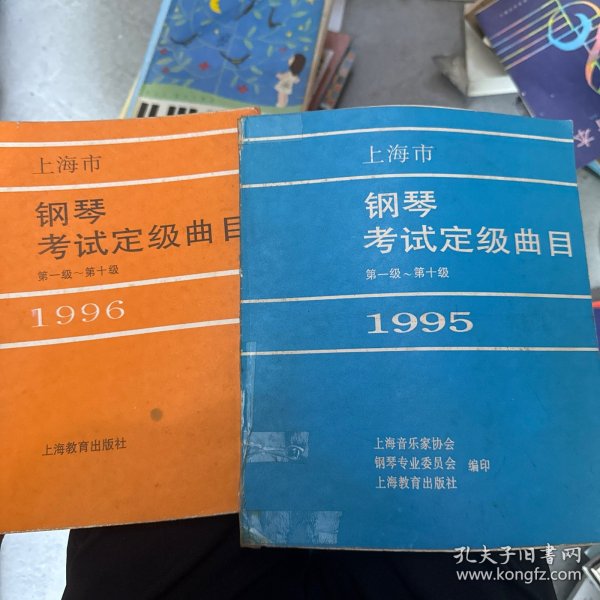 上海市
钢琴
考试定级曲目
第一级～第十级
1996
上海教育出版社
上海市
钢琴
考试定级曲目
第一级～第十级
1995
上海音乐家协会
钢琴专业委员会 编印
上海教育出版社
本
孔夫子旧书网
www.kongfz.com